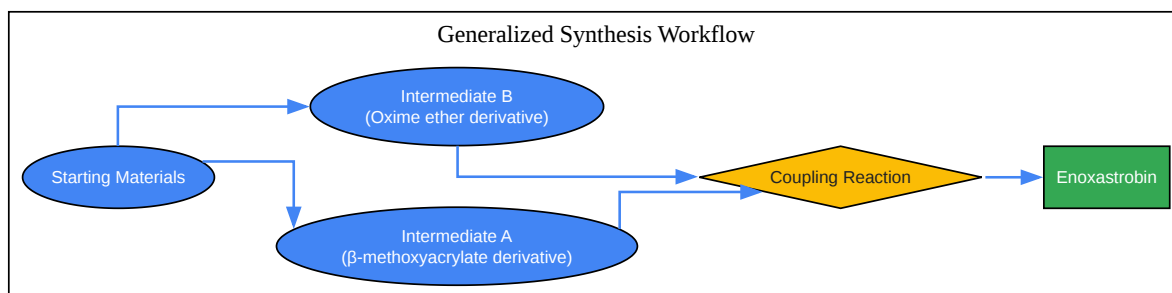 Generalized Synthesis Workflow
Intermediate B
(Oxime ether derivative)
Starting Materials
Coupling Reaction
Enoxastrobin
Intermediate A
(β-methoxyacrylate derivative)